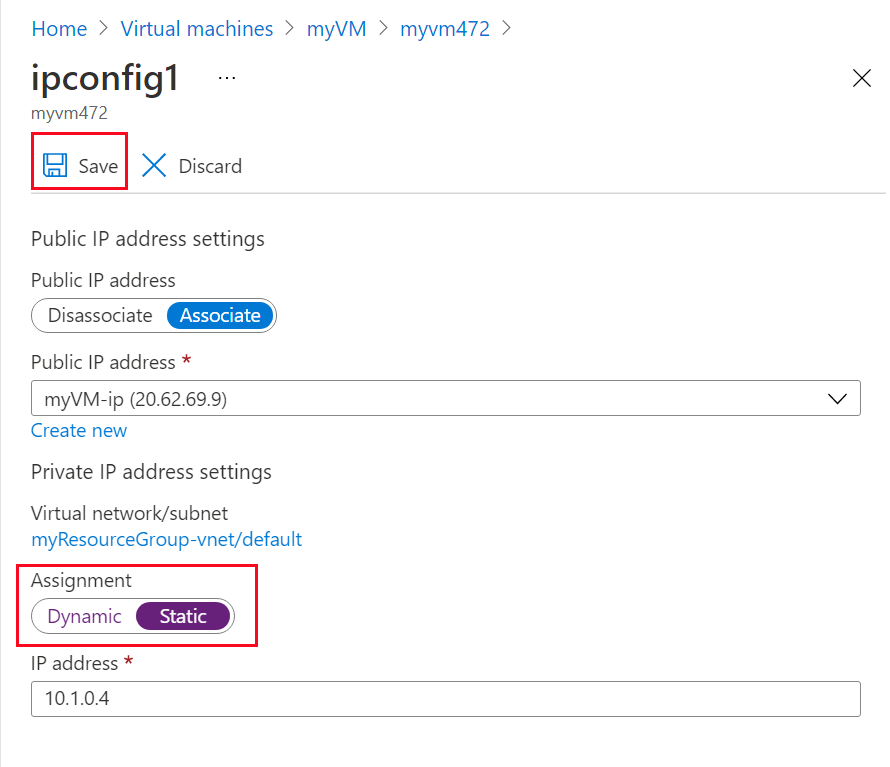 Home > Virtual machines > myVM > myvm472 >
ipconfig1 ...
myvm472
Save Discard
Public IP address settings
Public IP address
Disassociate Associate
Public IP address *
myVM-ip (20.62.69.9)
Create new
Private IP address settings
Virtual network/subnet
myResourceGroup-vnet/default
Assignment
Dynamic Static
IP address *
10.1.0.4